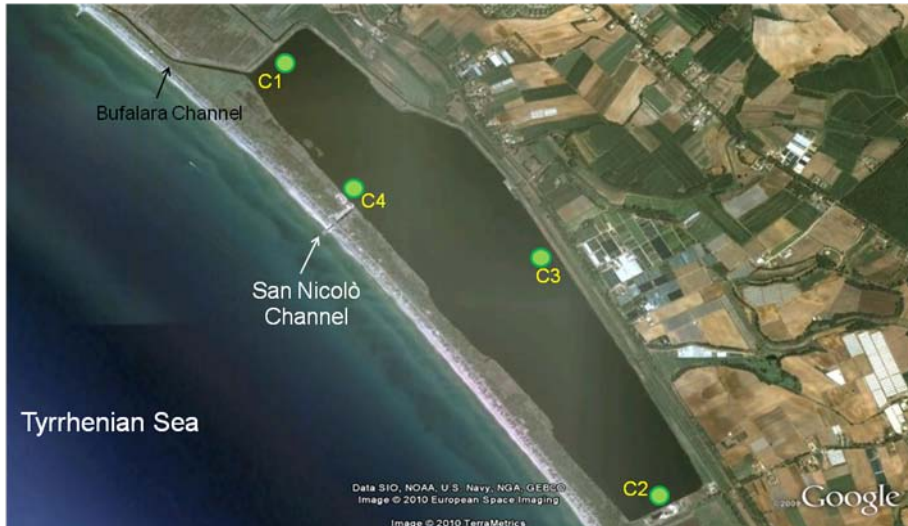 C1
Bufalara Channel
C4
San Nicolò
Channel
C3
Tyrrhenian Sea
Data SIO, NOAA, U.S. Navy, NGA, GEBCO
Image © 2010 European Space Imaging
C2
©2009 Google
Image © 2010 TerraMetrics